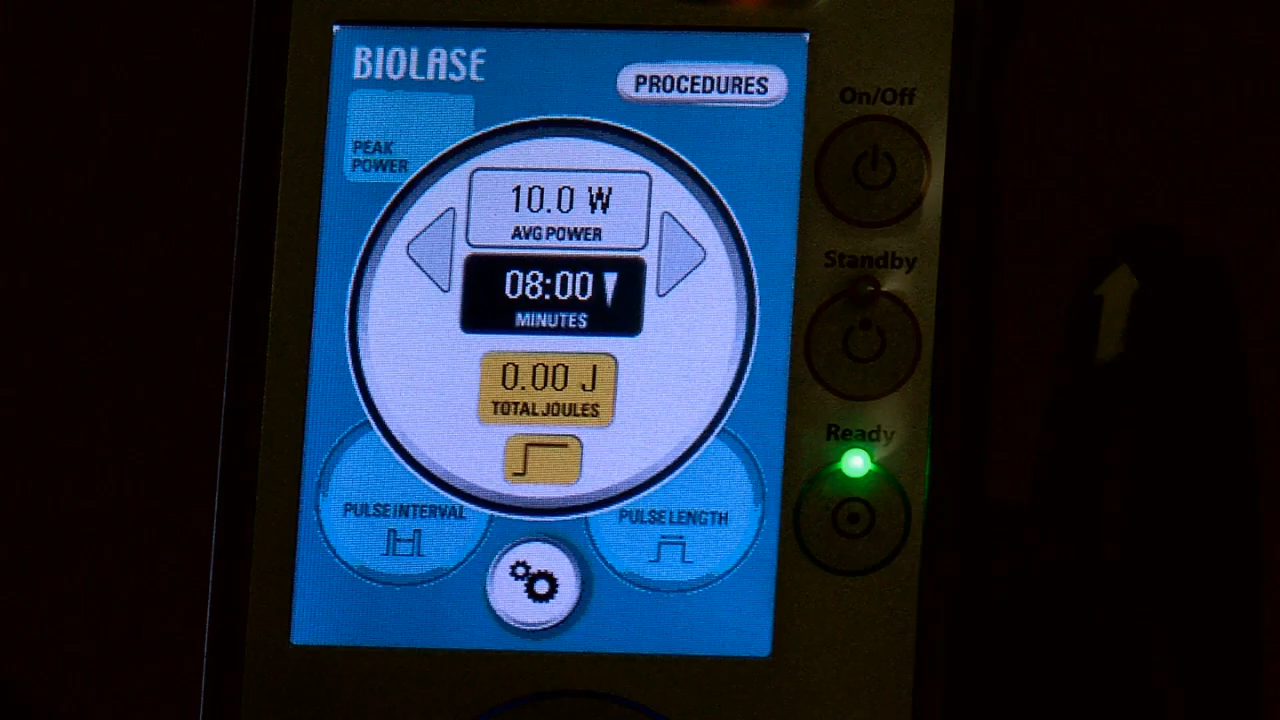 BIOLASE
PROCEDURES
PEAK
POWER
10.0 W
AVG POWER
08:00
MINUTES
0.00 J
TOTAL JOULES
PULSE INTERVAL
PULSE LENGTH
On/Off
Standby
Ready